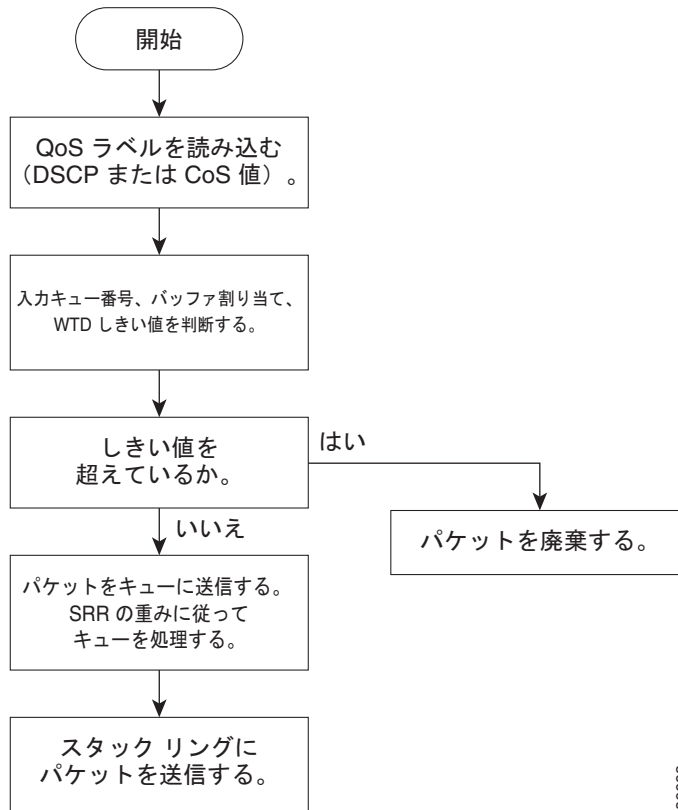 開始
QoS ラベルを読み込む
（DSCP または CoS 値）。
入力キュー番号、バッファ割り当て、
WTD しきい値を判断する。
しきい値を
超えているか。
はい
いいえ
パケットを廃棄する。
パケットをキューに送信する。
SRR の重みに従って
キューを処理する。
スタック リングに
パケットを送信する。